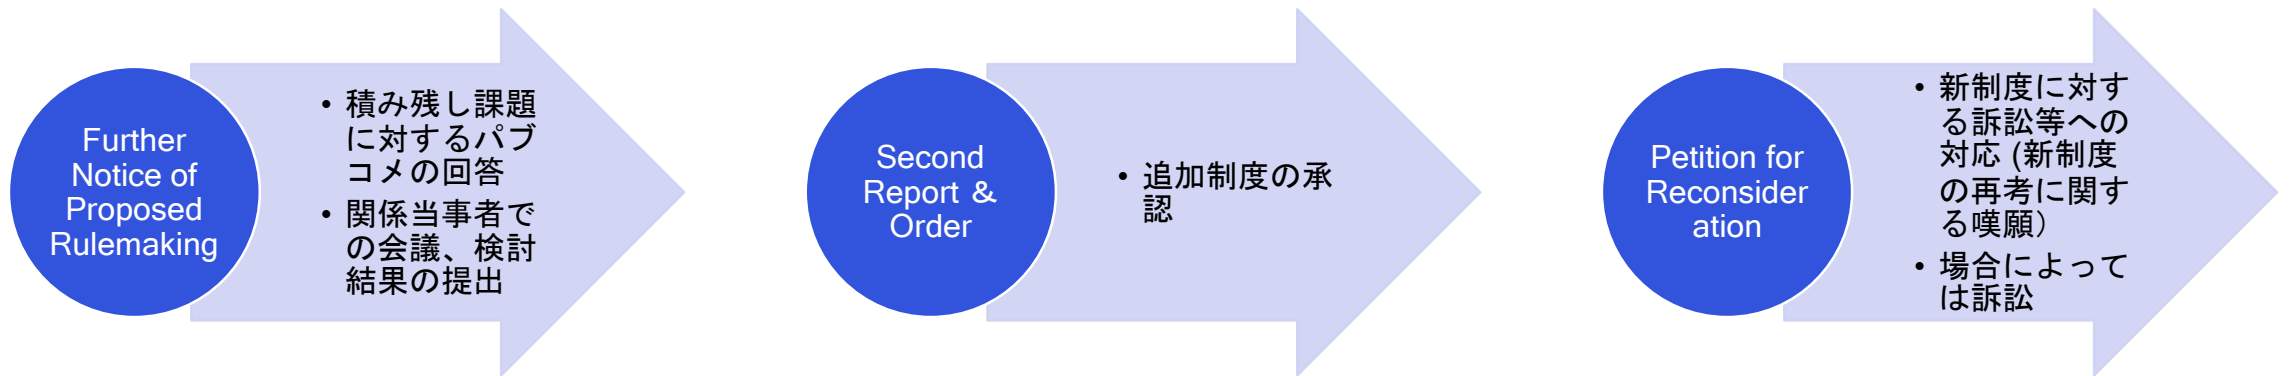 Further
Notice of
Proposed
Rulemaking
• 積み残し課題
に対するパブ
コメの回答
• 関係当事者で
の会議、検討
結果の提出
Second
Report &
Order
• 追加制度の承
認
Petition for
Reconsider
ation
• 新制度に対す
る訴訟等への
対応 (新制度
の再考に関す
る嘆願）
• 場合によって
は訴訟